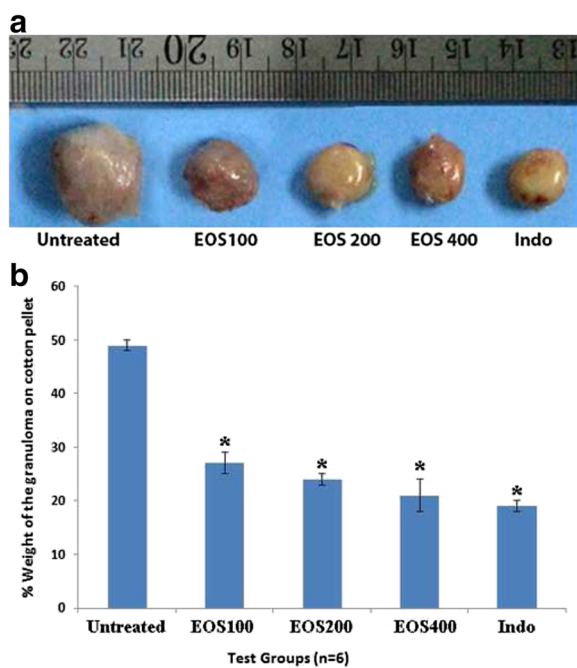 a
23 22 21 20 19 18 17 16 15 14 13
Untreated EOS100 EOS 200 EOS 400 Indo
b
% Weight of the granuloma on cotton pellet
60
50
40
30
20
10
0
* * * *
Untreated EOS100 EOS200 EOS400 Indo
Test Groups (n=6)